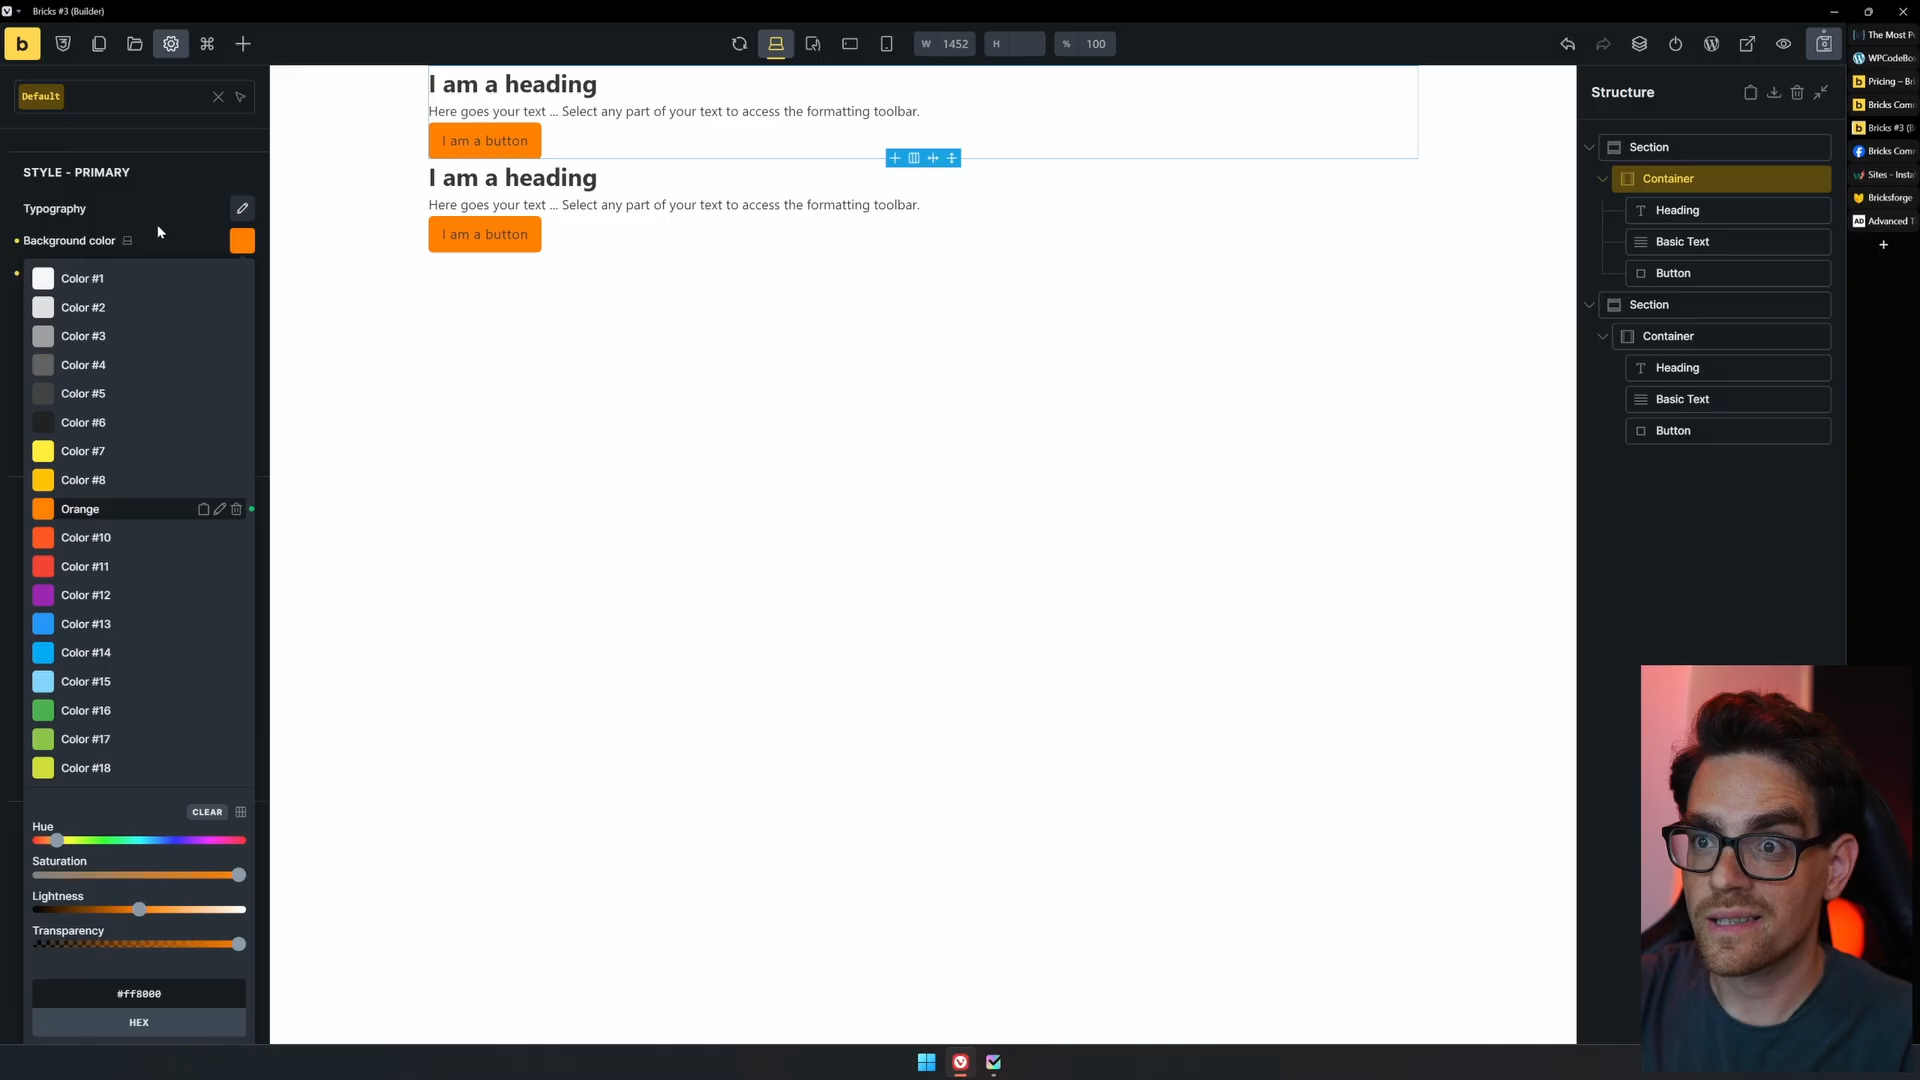 Bricks #3 (Builder)
b
W 1452
H
% 100
The Most P
WPCodeBo
Pricing – Bri
Bricks Com
Bricks #3 (B
Bricks Com
Sites - Insta
Bricksforge
Advanced T
Default
STYLE - PRIMARY
Typography
Background color
Color #1
Color #2
Color #3
Color #4
Color #5
Color #6
Color #7
Color #8
Orange
Color #10
Color #11
Color #12
Color #13
Color #14
Color #15
Color #16
Color #17
Color #18
CLEAR
Hue
Saturation
Lightness
Transparency
#ff8000
HEX
I am a heading
Here goes your text ... Select any part of your text to access the formatting toolbar.
I am a button
I am a heading
Here goes your text ... Select any part of your text to access the formatting toolbar.
I am a button
Structure
Section
Container
Heading
Basic Text
Button
Section
Container
Heading
Basic Text
Button